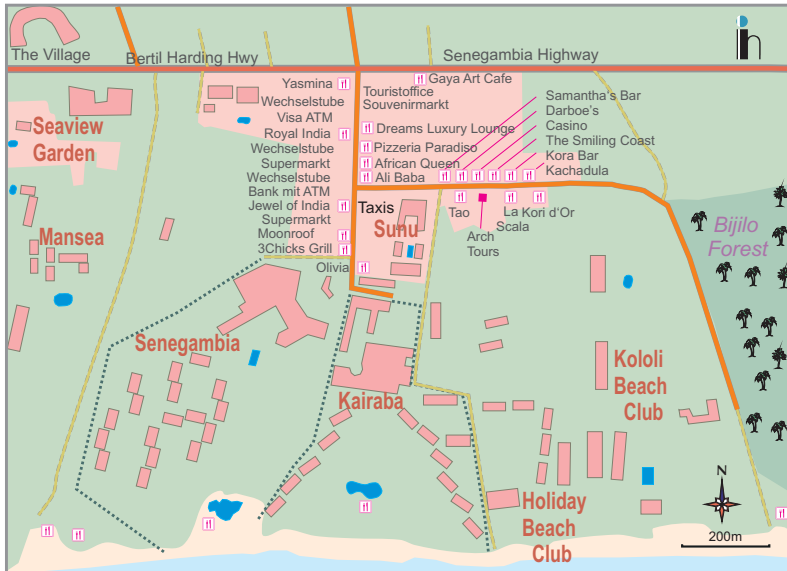 The Village
Bertil Harding Hwy
Senegambia Highway
in
Yasmina
Wechselstube
Visa ATM
Royal India
Wechselstube
Supermarkt
Wechselstube
Bank mit ATM
Jewel of India
Supermarkt
Moonroof
3Chicks Grill
Olivia
Gaya Art Cafe
Touristoffice
Souvenirmarkt
Dreams Luxury Lounge
Pizzeria Paradiso
African Queen
Ali Baba
Samantha's Bar
Darboe's
Casino
The Smiling Coast
Kora Bar
Kachadula
Taxis
Tao
Arch
Tours
La
Scala
Kori d'Or
Seaview
Garden
Mansea
Sunu
Bijilo
Forest
Senegambia
Kairaba
Kololi
Beach
Club
Holiday
Beach
Club
N
200m